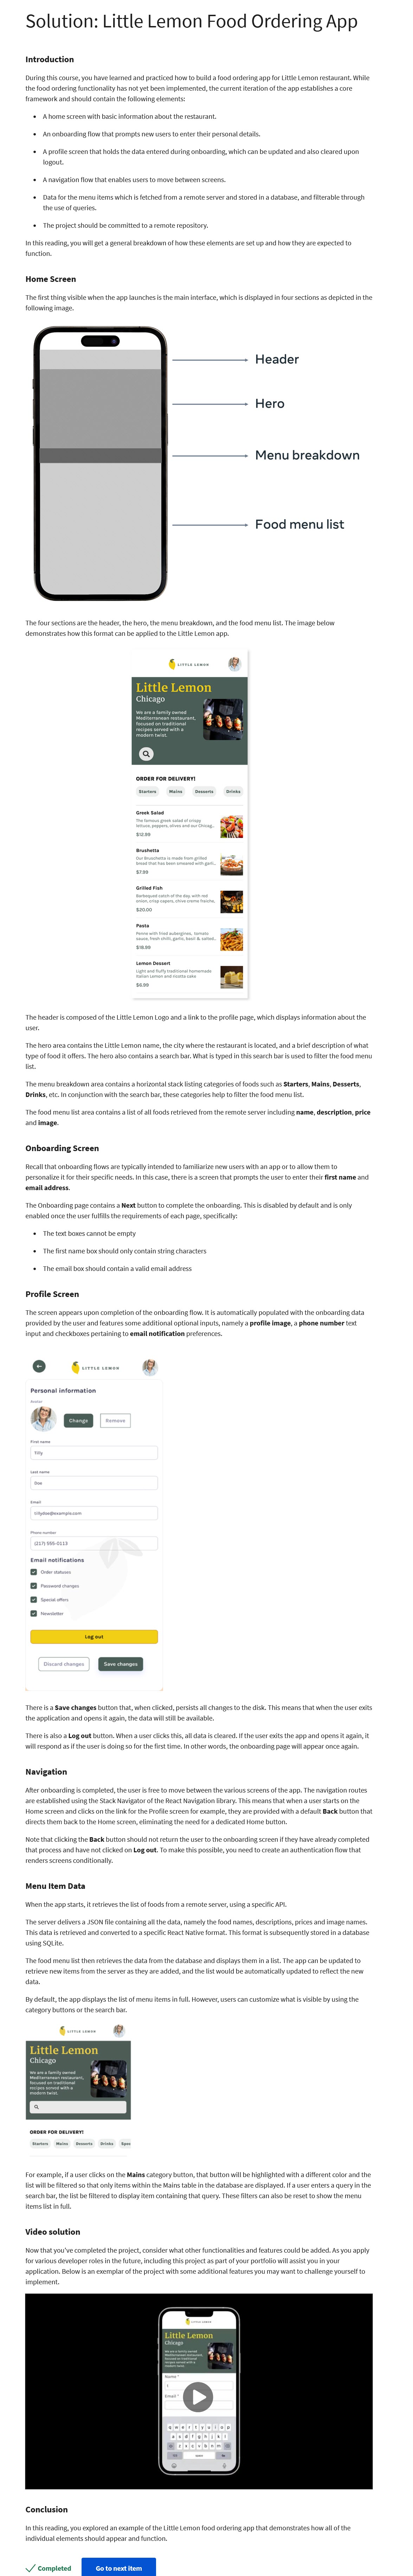 Solution: Little Lemon Food Ordering App
Introduction
During this course, you have learned and practiced how to build a food ordering app for Little Lemon restaurant. While
the food ordering functionality has not yet been implemented, the current iteration of the app establishes a core
framework and should contain the following elements:
• A home screen with basic information about the restaurant.
• An onboarding flow that prompts new users to enter their personal details.
• A profile screen that holds the data entered during onboarding, which can be updated and also cleared upon
logout.
• A navigation flow that enables users to move between screens.
• Data for the menu items which is fetched from a remote server and stored in a database, and filterable through
the use of queries.
• The project should be committed to a remote repository.
In this reading, you will get a general breakdown of how these elements are set up and how they are expected to
function.
Home Screen
The first thing visible when the app launches is the main interface, which is displayed in four sections as depicted in the
following image.
Header
Hero
Menu breakdown
Food menu list
The four sections are the header, the hero, the menu breakdown, and the food menu list. The image below
demonstrates how this format can be applied to the Little Lemon app.
LITTLE LEMON
Little Lemon
Chicago
We are a family owned
Mediterranean restaurant,
focused on traditional
recipes served with a
modern twist.
ORDER FOR DELIVERY!
Starters Mains Desserts Drinks
Greek Salad
The famous greek salad of crispy
lettuce, peppers, olives and our Chicag...
$12.99
Brushetta
Our Bruschetta is made from grilled
bread that has been smeared with garli...
$7.99
Grilled Fish
Barbequed catch of the day, with red
onion, crisp capers, chive creme fraiche...
$20.00
Pasta
Penne with fried aubergines, tomato
sauce, fresh chilli, garlic, basil & salted...
$18.99
Lemon Dessert
Light and fluffy traditional homemade
Italian Lemon and ricotta cake
$6.99
The header is composed of the Little Lemon Logo and a link to the profile page, which displays information about the
user.
The hero area contains the Little Lemon name, the city where the restaurant is located, and a brief description of what
type of food it offers. The hero also contains a search bar. What is typed in this search bar is used to filter the food menu
list.
The menu breakdown area contains a horizontal stack listing categories of foods such as Starters, Mains, Desserts,
Drinks, etc. In conjunction with the search bar, these categories help to filter the food menu list.
The food menu list area contains a list of all foods retrieved from the remote server including name, description, price
and image.
Onboarding Screen
Recall that onboarding flows are typically intended to familiarize new users with an app or to allow them to
personalize it for their specific needs. In this case, there is a screen that prompts the user to enter their first name and
email address.
The Onboarding page contains a Next button to complete the onboarding. This is disabled by default and is only
enabled once the user fulfills the requirements of each page, specifically:
• The text boxes cannot be empty
• The first name box should only contain string characters
• The email box should contain a valid email address
Profile Screen
The screen appears upon completion of the onboarding flow. It is automatically populated with the onboarding data
provided by the user and features some additional optional inputs, namely a profile image, a phone number text
input and checkboxes pertaining to email notification preferences.
LITTLE LEMON
Personal information
Avatar
Change Remove
First name
Tilly
Last name
Doe
Email
tillydoe@example.com
Phone number
(217) 555-0113
Email notifications
Order statuses
Password changes
Special offers
Newsletter
Log out
Discard changes Save changes
There is a Save changes button that, when clicked, persists all changes to the disk. This means that when the user exits
the application and opens it again, the data will still be available.
There is also a Log out button. When a user clicks this, all data is cleared. If the user exits the app and opens it again, it
will respond as if the user is doing so for the first time. In other words, the onboarding page will appear once again.
Navigation
After onboarding is completed, the user is free to move between the various screens of the app. The navigation routes
are established using the Stack Navigator of the React Navigation library. This means that when a user starts on the
Home screen and clicks on the link for the Profile screen for example, they are provided with a default Back button that
directs them back to the Home screen, eliminating the need for a dedicated Home button.
Note that clicking the Back button should not return the user to the onboarding screen if they have already completed
that process and have not clicked on Log out. To make this possible, you need to create an authentication flow that
renders screens conditionally.
Menu Item Data
When the app starts, it retrieves the list of foods from a remote server, using a specific API.
The server delivers a JSON file containing all the data, namely the food names, descriptions, prices and image names.
This data is retrieved and converted to a specific React Native format. This format is subsequently stored in a database
using SQLite.
The food menu list then retrieves the data from the database and displays them in a list. The app can be updated to
retrieve new items from the server as they are added, and the list would be automatically updated to reflect the new
data.
By default, the app displays the list of menu items in full. However, users can customize what is visible by using the
category buttons or the search bar.
LITTLE LEMON
Little Lemon
Chicago
We are a family owned
Mediterranean restaurant,
focused on traditional
recipes served with a
modern twist.
ORDER FOR DELIVERY!
Starters Mains Desserts Drinks Spec
For example, if a user clicks on the Mains category button, that button will be highlighted with a different color and the
list will be filtered so that only items within the Mains table in the database are displayed. If a user enters a query in the
search bar, the list be filtered to display item containing that query. These filters can also be reset to show the menu
items list in full.
Video solution
Now that you've completed the project, consider what other functionalities and features could be added. As you apply
for various developer roles in the future, including this project as part of your portfolio will assist you in your
application. Below is an exemplar of the project with some additional features you may want to challenge yourself to
implement.
LITTLE LEMON
Little Lemon
Chicago
We are a family owned
Mediterranean restaurant,
focused on traditional
recipes served with a
modern twist.
Name *
Email *
q w e r t y u i o p
a s d f g h j k l
z x c v b n m
123 space
Conclusion
In this reading, you explored an example of the Little Lemon food ordering app that demonstrates how all of the
individual elements should appear and function.
Completed Go to next item